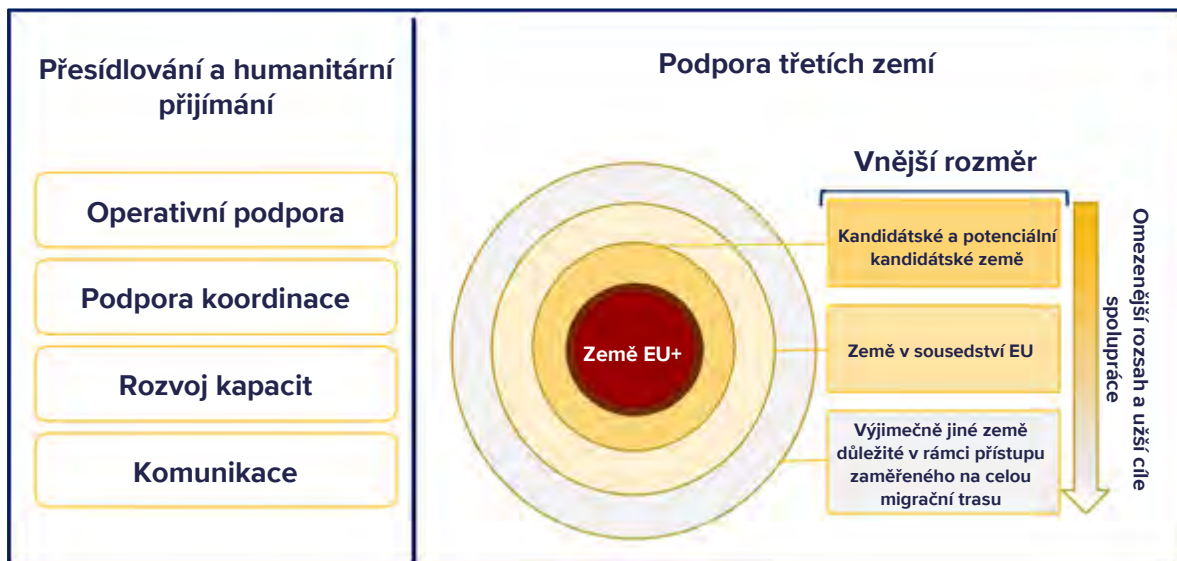 Přesídlování a humanitární
přijímání
Operativní podpora
Podpora koordinace
Rozvoj kapacit
Komunikace
Podpora třetích zemí
Země EU+
Vnější rozměr
Kandidátské a potenciální
kandidátské země
Země v sousedství EU
Výjimečně jiné země
důležité v rámci přístupu
zaměřeného na celou
migrační trasu
Omezenější rozsah a užší cíle
spolupráce